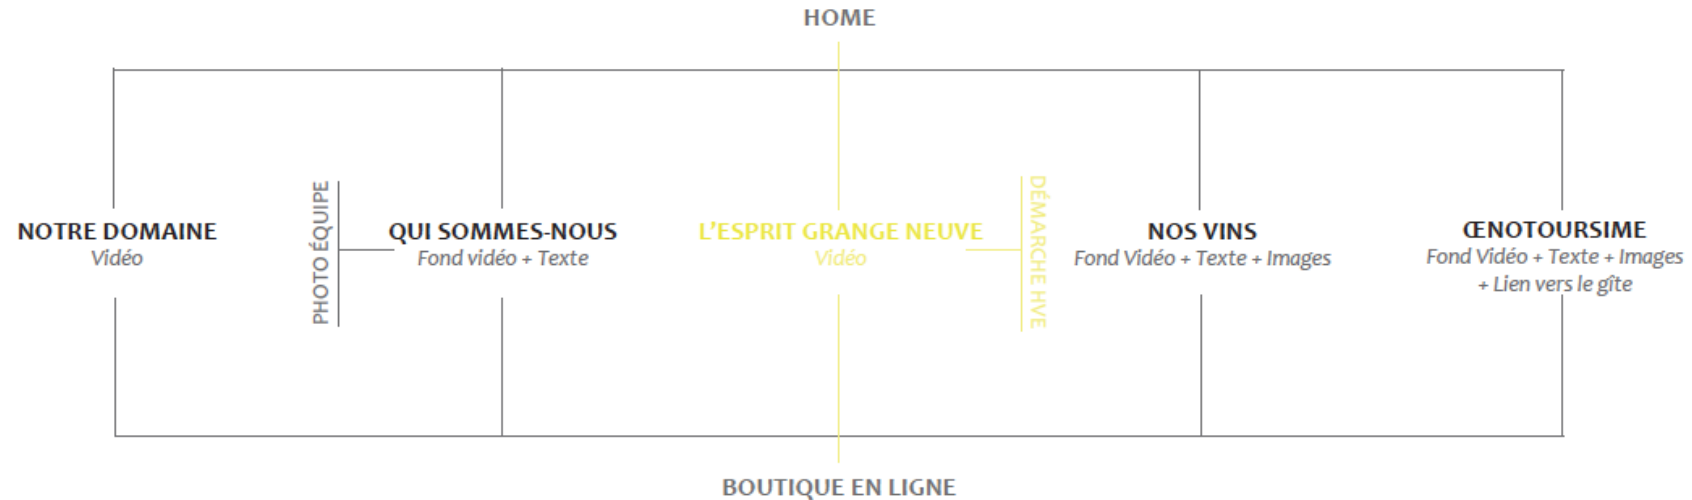 HOME
NOTRE DOMAINE
Vidéo
PHOTO ÉQUIPE
QUI SOMMES-NOUS
Fond vidéo + Texte
L'ESPRIT GRANGE NEUVE
Vidéo
DÉMARCHE HVE
NOS VINS
Fond Vidéo + Texte + Images
ŒNOTOURSIME
Fond Vidéo + Texte + Images
+ Lien vers le gîte
BOUTIQUE EN LIGNE